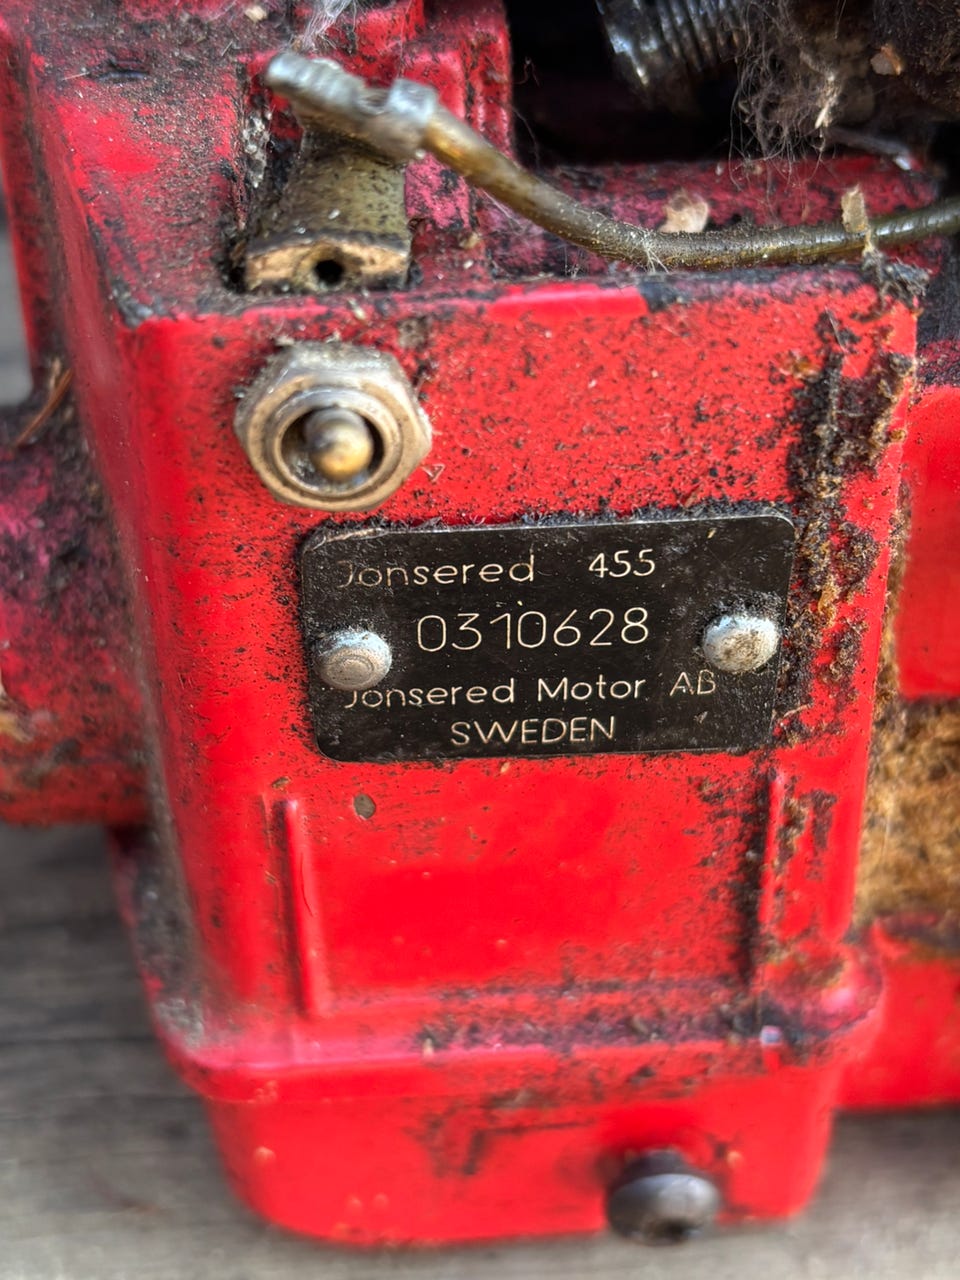 Jonsered 455
0310628
Jonsered Motor AB
SWEDEN